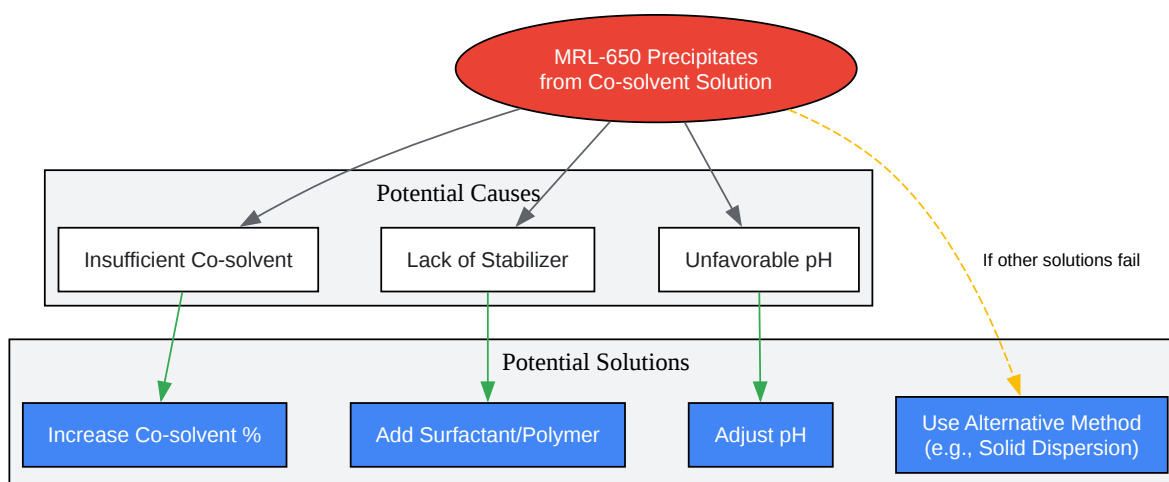 MRL-650 Precipitates
from Co-solvent Solution
Potential Causes
Insufficient Co-solvent
Lack of Stabilizer
Unfavorable pH
If other solutions fail
Potential Solutions
Increase Co-solvent %
Add Surfactant/Polymer
Adjust pH
Use Alternative Method
(e.g., Solid Dispersion)